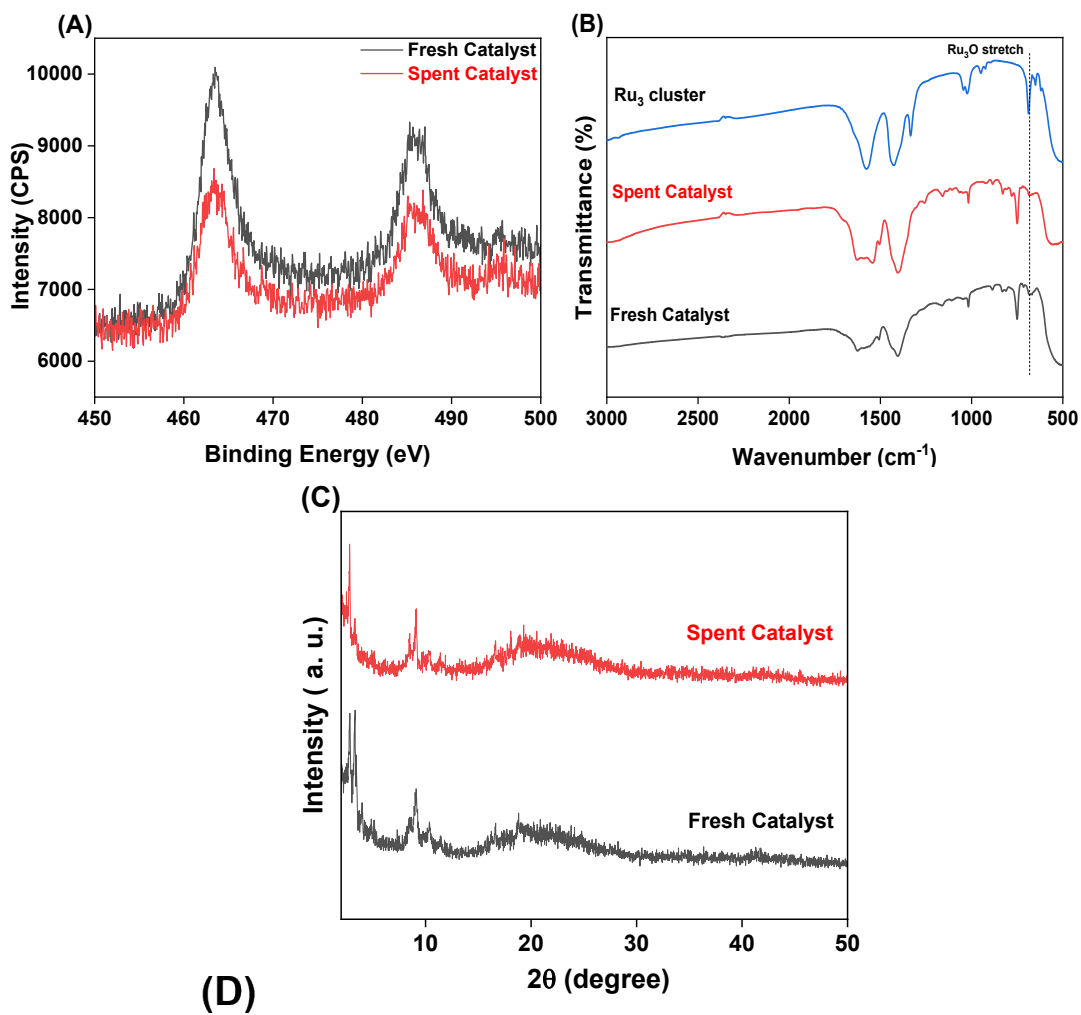 (A)
Fresh Catalyst
Spent Catalyst
10000
9000
8000
7000
6000
Intensity (CPS)
450 460 470 480 490 500
Binding Energy (eV)
(B)
Ru₃O stretch
Ru₃ cluster
Spent Catalyst
Fresh Catalyst
Transmittance (%)
3000 2500 2000 1500 1000 500
Wavenumber (cm⁻¹)
(C)
Spent Catalyst
Fresh Catalyst
Intensity ( a. u.)
10 20 30 40 50
2θ (degree)
(D)